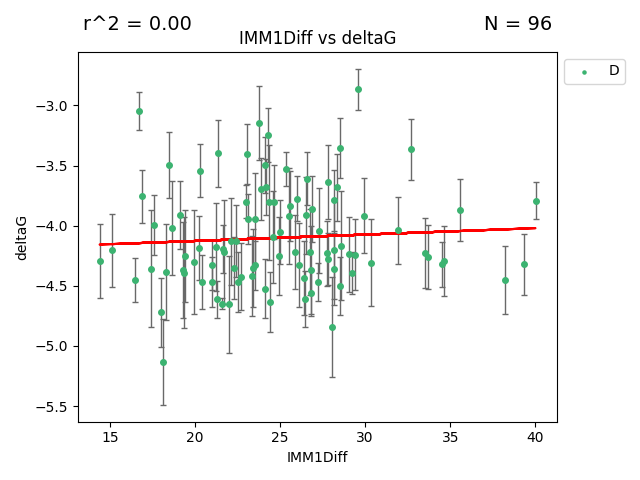 r^2 = 0.00
N = 96
IMM1Diff vs deltaG
D
−3.0
−3.5
−4.0
−4.5
−5.0
−5.5
deltaG
15 20 25 30 35 40
IMM1Diff